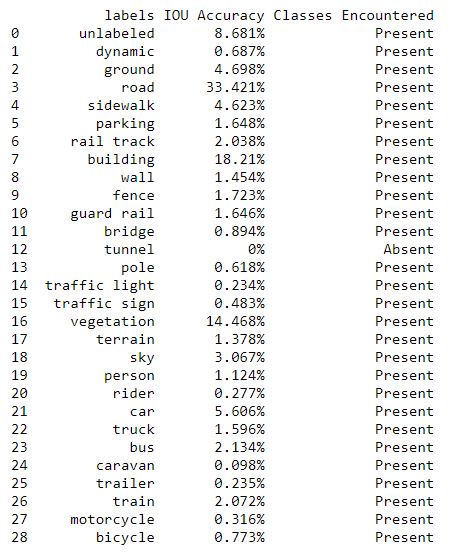 labels IOU Accuracy Classes Encountered
0 unlabeled 8.681% Present
1 dynamic 0.687% Present
2 ground 4.698% Present
3 road 33.421% Present
4 sidewalk 4.623% Present
5 parking 1.648% Present
6 rail track 2.038% Present
7 building 18.21% Present
8 wall 1.454% Present
9 fence 1.723% Present
10 guard rail 1.646% Present
11 bridge 0.894% Present
12 tunnel 0% Absent
13 pole 0.618% Present
14 traffic light 0.234% Present
15 traffic sign 0.483% Present
16 vegetation 14.468% Present
17 terrain 1.378% Present
18 sky 3.067% Present
19 person 1.124% Present
20 rider 0.277% Present
21 car 5.606% Present
22 truck 1.596% Present
23 bus 2.134% Present
24 caravan 0.098% Present
25 trailer 0.235% Present
26 train 2.072% Present
27 motorcycle 0.316% Present
28 bicycle 0.773% Present